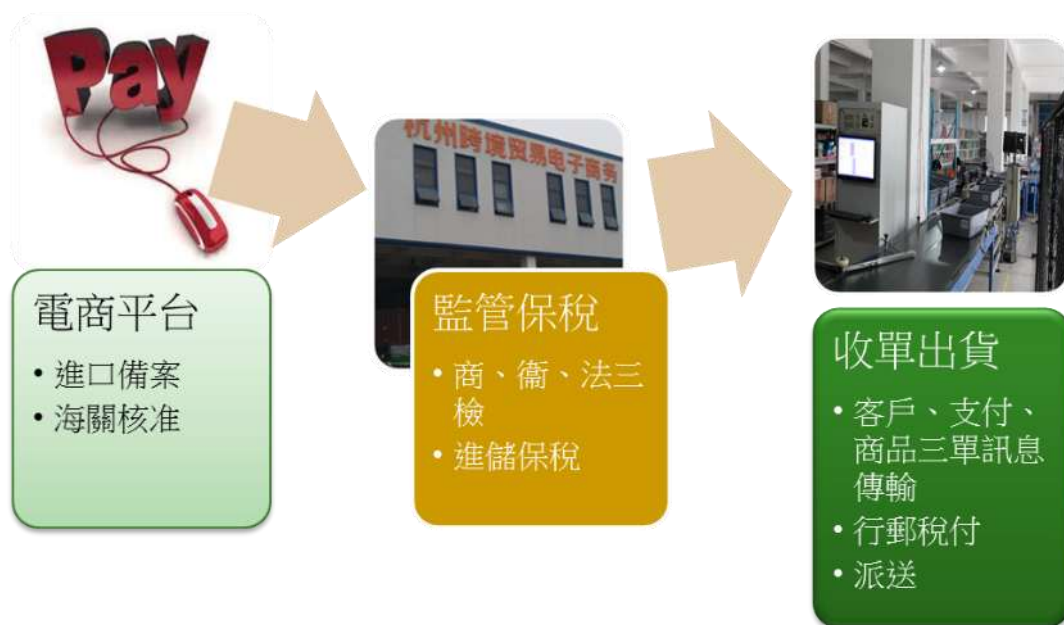 Pay
杭州跨境贸易电子商务
電商平台
• 進口備案
• 海關核准
監管保稅
• 商、衞、法三
檢
• 進儲保稅
收單出貨
• 客戶、支付、
商品三單訊息
傳輸
• 行郵稅付
• 派送